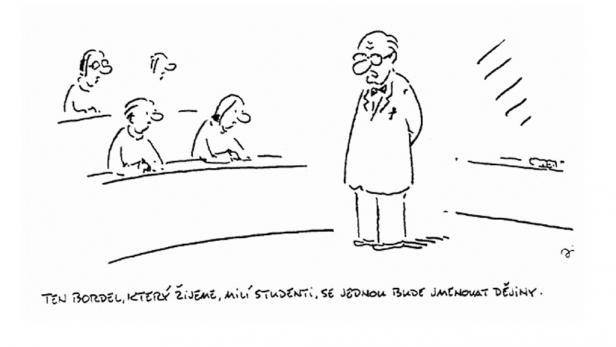 TEN BORDEL, KTERÝ ŽIJEME, MILÍ STUDENTI, SE JEDNOU BUDE JMENOVAT DĚJINY.